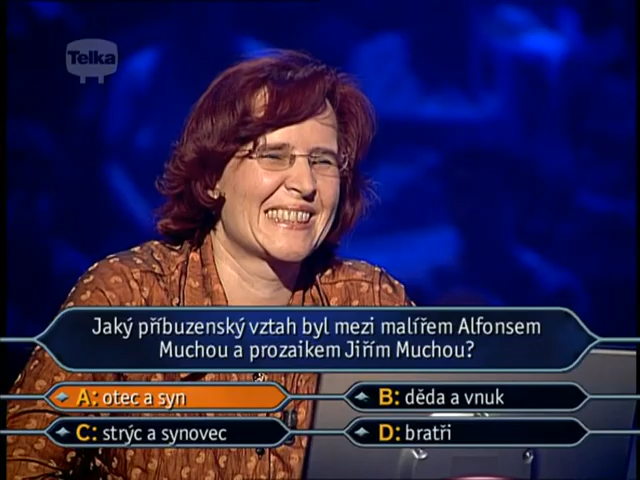 Telka
Jaký příbuzenský vztah byl mezi malířem Alfonsem
Muchou a prozaikem Jiřím Muchou?
A: otec a syn
B: děda a vnuk
C: strýc a synovec
D: bratři